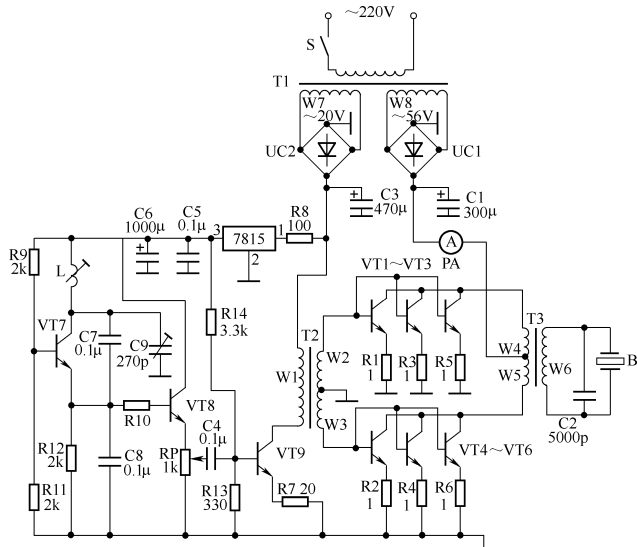 ~220V
S
T1
W7
~20V
W8
~56V
UC2
UC1
C3
470μ
C1
300μ
C6
1000μ
C5
0.1μ
3
7815
1
2
R8
100
A
PA
R9
2k
L
R14
3.3k
VT1~VT3
VT7
C7
0.1μ
C9
270p
T2
W1
W2
W3
R1
1
R3
1
R5
1
T3
W4
W5
W6
B
C2
5000p
R10
VT8
C4
0.1μ
RP
1k
VT9
VT4~VT6
R12
2k
C8
0.1μ
R11
2k
R13
330
R7 20
R2
1
R4
1
R6
1